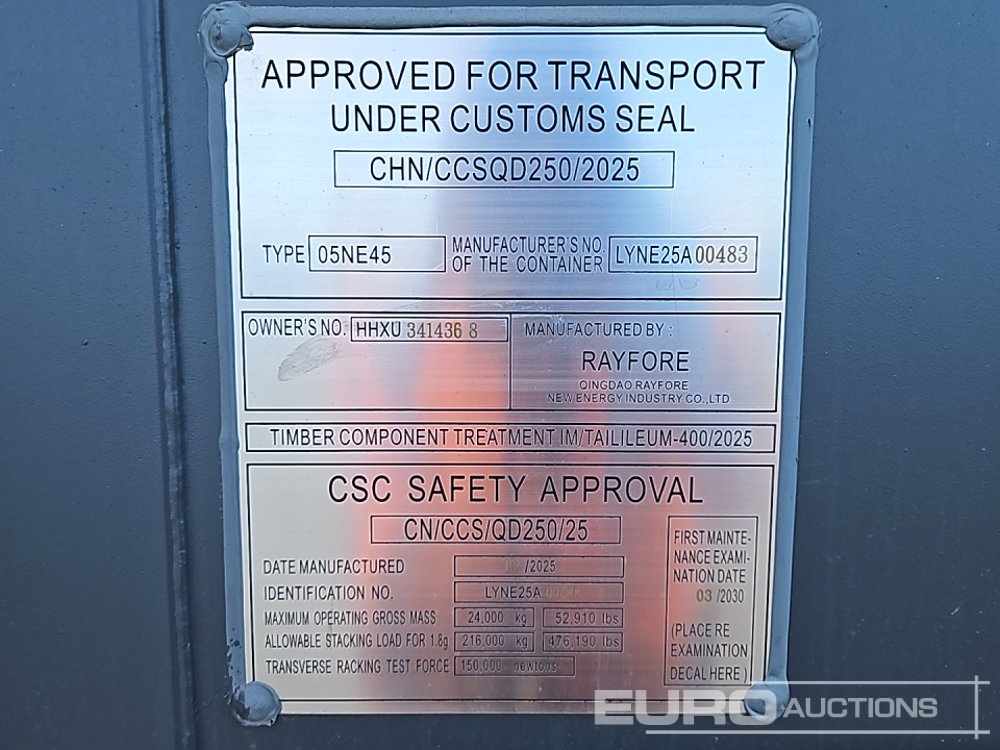 APPROVED FOR TRANSPORT
UNDER CUSTOMS SEAL
CHN/CCSQD250/2025
TYPE 05NE45 MANUFACTURER'S NO. OF THE CONTAINER LYNE25A 00483
OWNER'S NO. HHXU 341436 8
MANUFACTURED BY :
RAYFORE
QINGDAO RAYFORE
NEW ENERGY INDUSTRY CO.,LTD
TIMBER COMPONENT TREATMENT IM/TAILILEUM-400/2025
CSC SAFETY APPROVAL
CN/CCS/QD250/25
DATE MANUFACTURED /2025
IDENTIFICATION NO. LYNE25A
MAXIMUM OPERATING GROSS MASS 24,000 kg 52,910 lbs
ALLOWABLE STACKING LOAD FOR 1.8g 216,000 kg 476,190 lbs
TRANSVERSE RACKING TEST FORCE 150,000 newtons
FIRST MAINTE-
NANCE EXAMI-
NATION DATE
03 /2030
(PLACE RE
EXAMINATION
DECAL HERE)
EURO AUCTIONS